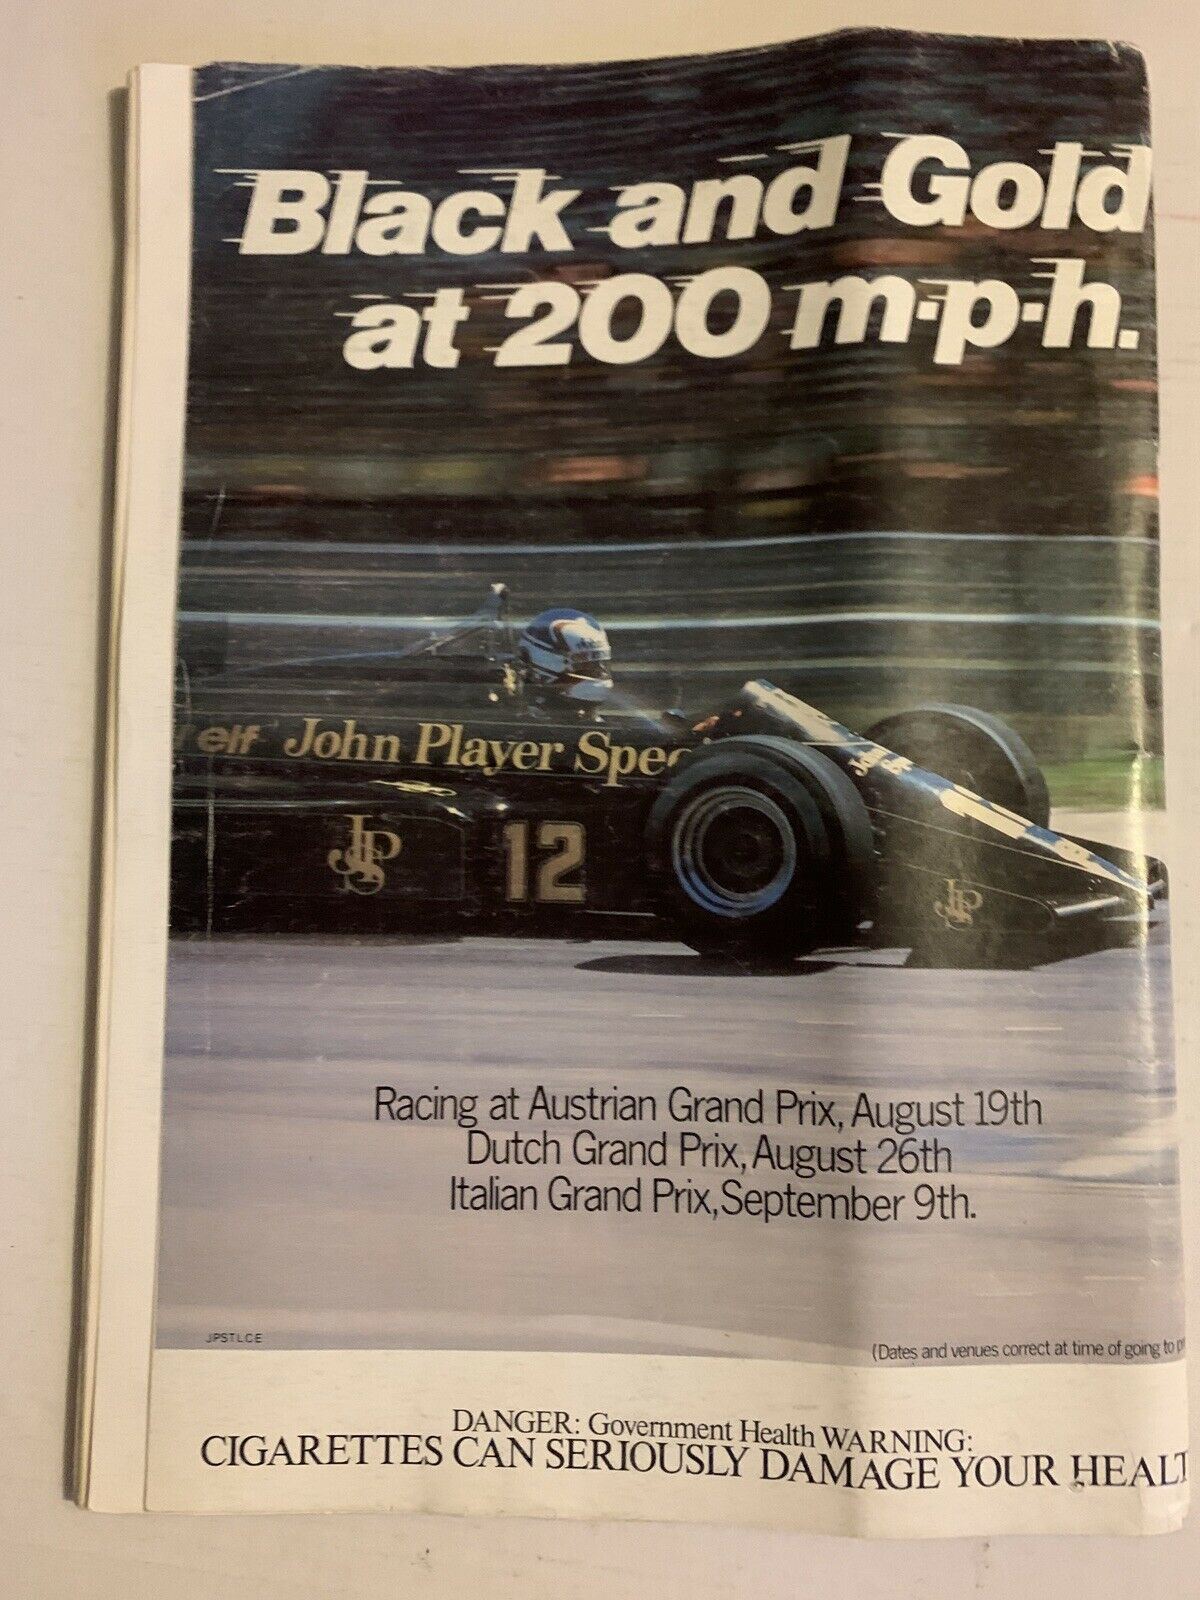 Black and Gold
at 200 m·p·h.
elf John Player Spec
JPS
12
JPS
Racing at Austrian Grand Prix, August 19th
Dutch Grand Prix, August 26th
Italian Grand Prix, September 9th.
JPSTLCE
(Dates and venues correct at time of going to p
DANGER: Government Health WARNING:
CIGARETTES CAN SERIOUSLY DAMAGE YOUR HEALT